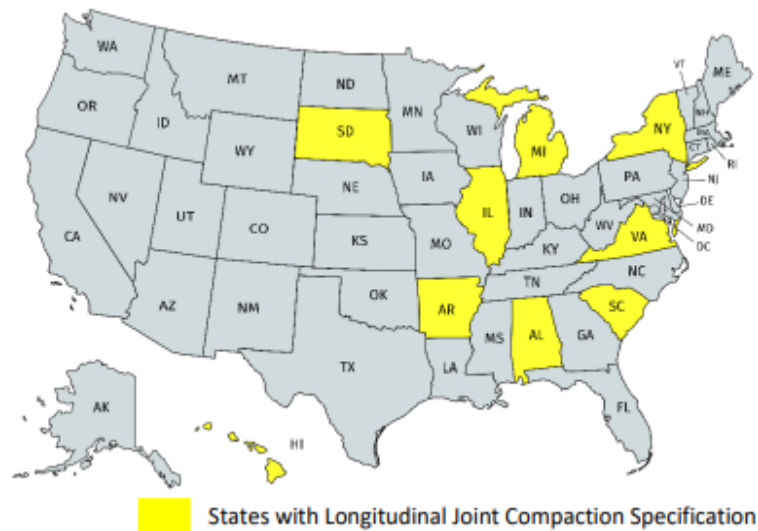 WA
MT
ND
MN
VT
ME
OR
ID
SD
WI
MI
NY
NH
CT
RI
WY
IA
PA
NJ
NV
NE
IL
IN
OH
DE
UT
CO
WV
MD
CA
KS
MO
KY
VA
DC
AZ
NM
OK
AR
TN
NC
SC
MS
AL
GA
TX
LA
FL
AK
HI
States with Longitudinal Joint Compaction Specification